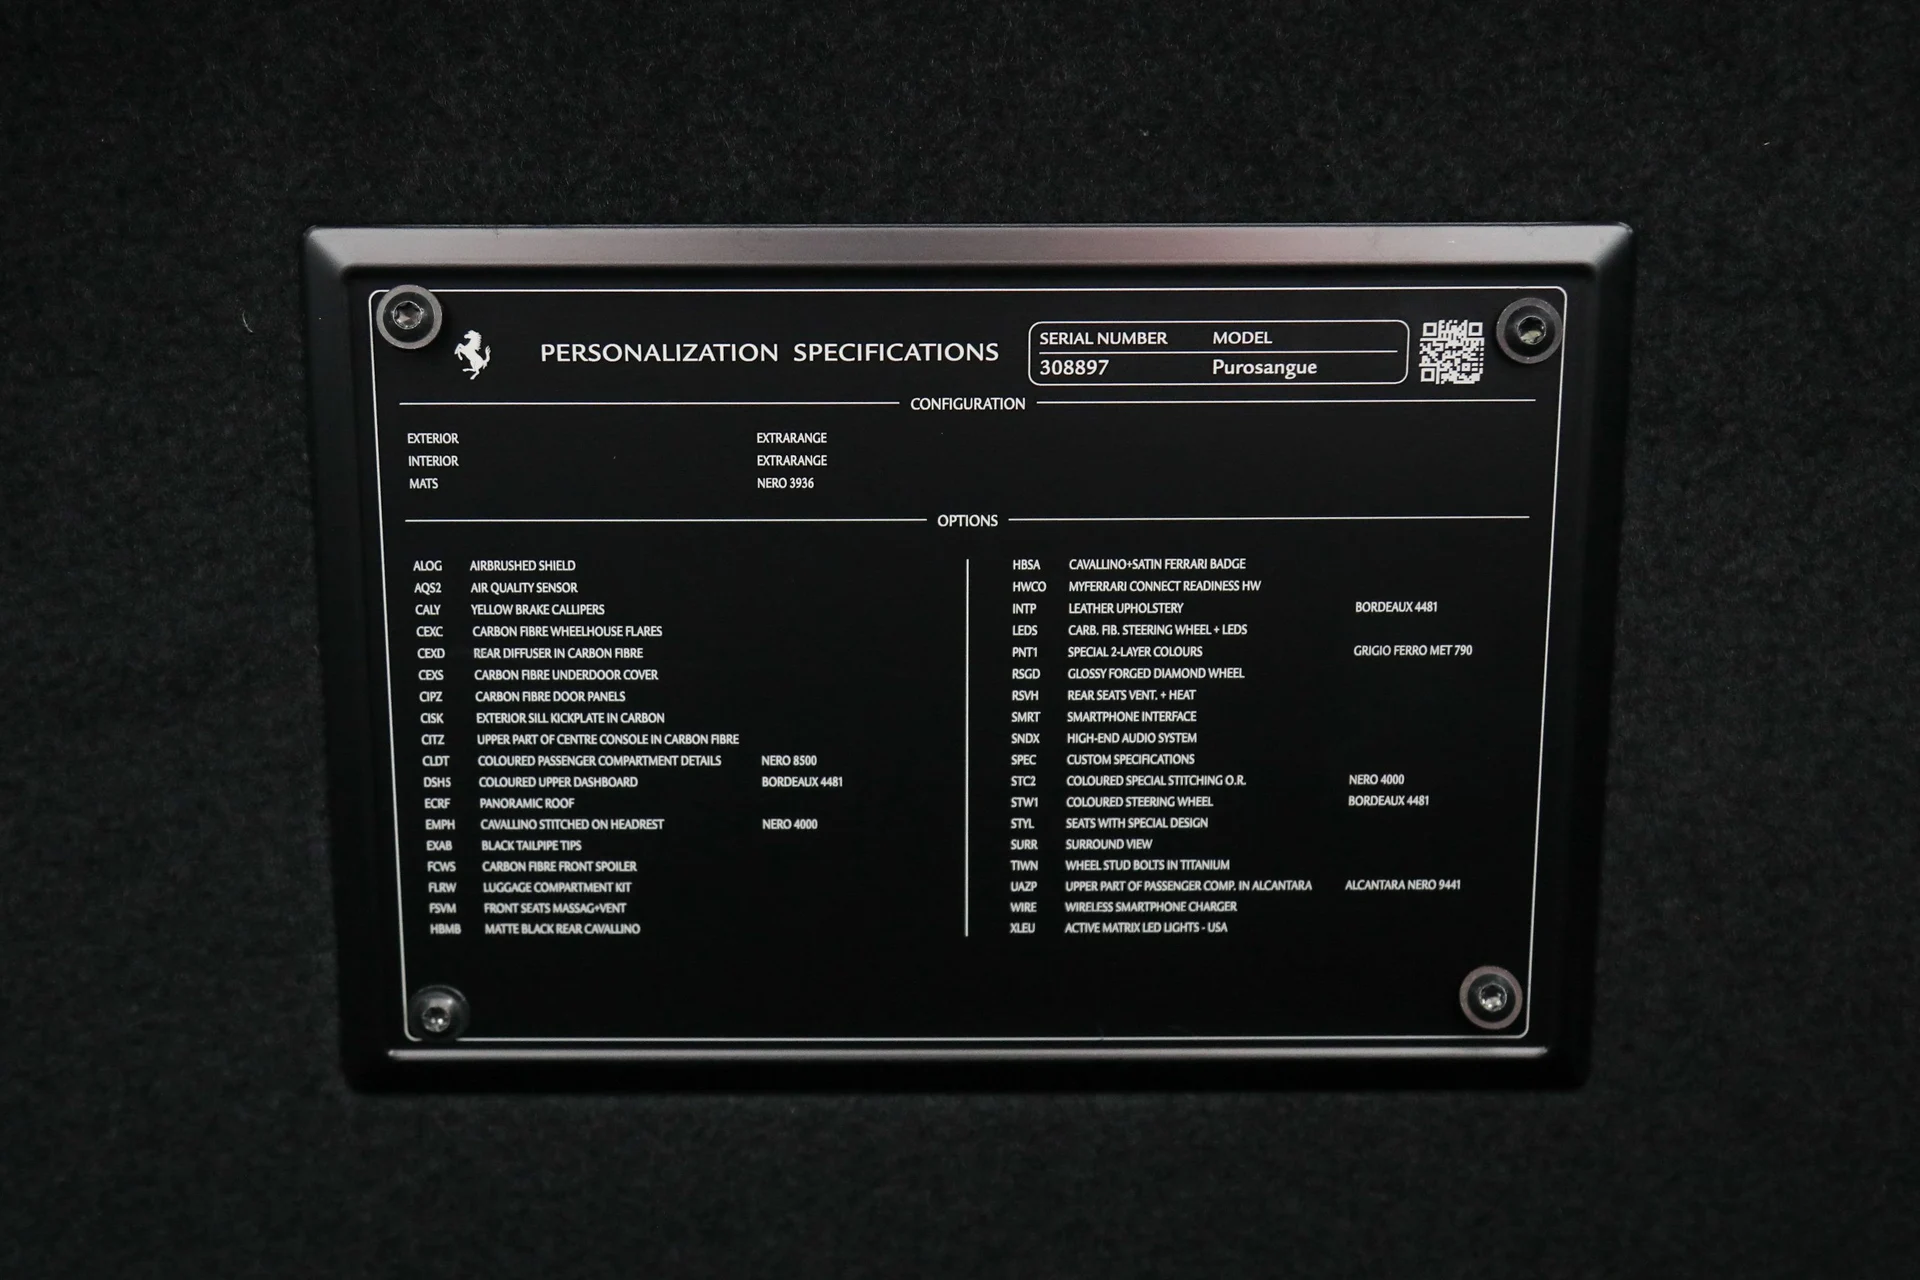 PERSONALIZATION SPECIFICATIONS
SERIAL NUMBER MODEL
308897 Purosangue
CONFIGURATION
EXTERIOR EXTRARANGE
INTERIOR EXTRARANGE
MATS NERO 3936
OPTIONS
ALOG AIRBRUSHED SHIELD
AQS2 AIR QUALITY SENSOR
CALY YELLOW BRAKE CALLIPERS
CEXC CARBON FIBRE WHEELHOUSE FLARES
CEXD REAR DIFFUSER IN CARBON FIBRE
CEXS CARBON FIBRE UNDERDOOR COVER
CIPZ CARBON FIBRE DOOR PANELS
CISK EXTERIOR SILL KICKPLATE IN CARBON
CITZ UPPER PART OF CENTRE CONSOLE IN CARBON FIBRE
CLDT COLOURED PASSENGER COMPARTMENT DETAILS NERO 8500
DSH5 COLOURED UPPER DASHBOARD BORDEAUX 4481
ECRF PANORAMIC ROOF
EMPH CAVALLINO STITCHED ON HEADREST NERO 4000
EXAB BLACK TAILPIPE TIPS
FCWS CARBON FIBRE FRONT SPOILER
FLRW LUGGAGE COMPARTMENT KIT
FSVM FRONT SEATS MASSAG+VENT
HBMB MATTE BLACK REAR CAVALLINO
HBSA CAVALLINO+SATIN FERRARI BADGE
HWCO MYFERRARI CONNECT READINESS HW
INTP LEATHER UPHOLSTERY BORDEAUX 4481
LEDS CARB. FIB. STEERING WHEEL + LEDS
PNT1 SPECIAL 2-LAYER COLOURS GRIGIO FERRO MET 790
RSGD GLOSSY FORGED DIAMOND WHEEL
RSVH REAR SEATS VENT. + HEAT
SMRT SMARTPHONE INTERFACE
SNDX HIGH-END AUDIO SYSTEM
SPEC CUSTOM SPECIFICATIONS
STC2 COLOURED SPECIAL STITCHING O.R. NERO 4000
STW1 COLOURED STEERING WHEEL BORDEAUX 4481
STYL SEATS WITH SPECIAL DESIGN
SURR SURROUND VIEW
TIWN WHEEL STUD BOLTS IN TITANIUM
UAZP UPPER PART OF PASSENGER COMP. IN ALCANTARA ALCANTARA NERO 9441
WIRE WIRELESS SMARTPHONE CHARGER
XLEU ACTIVE MATRIX LED LIGHTS - USA